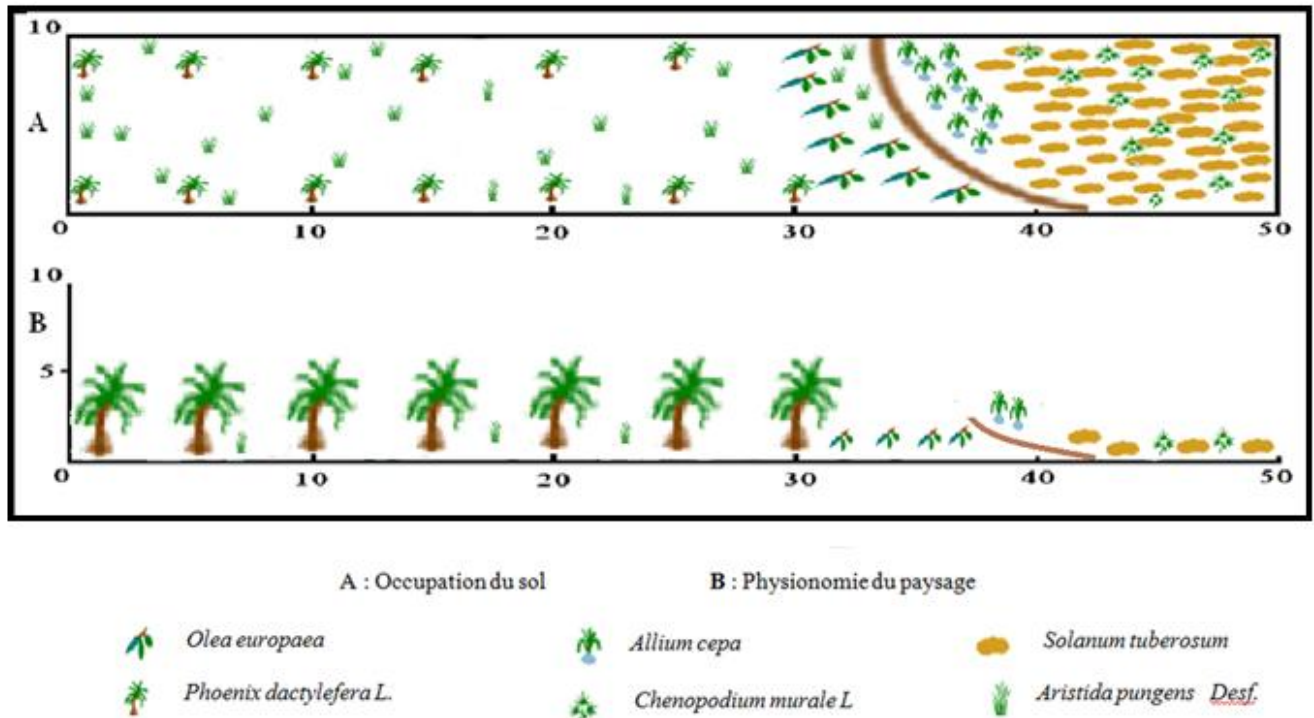 10
A
0 10 20 30 40 50
10
B
5
0 10 20 30 40 50
A : Occupation du sol B : Physionomie du paysage
Olea europaea Allium cepa Solanum tuberosum
Phoenix dactylefera L. Chenopodium murale L Aristida pungens Desf.